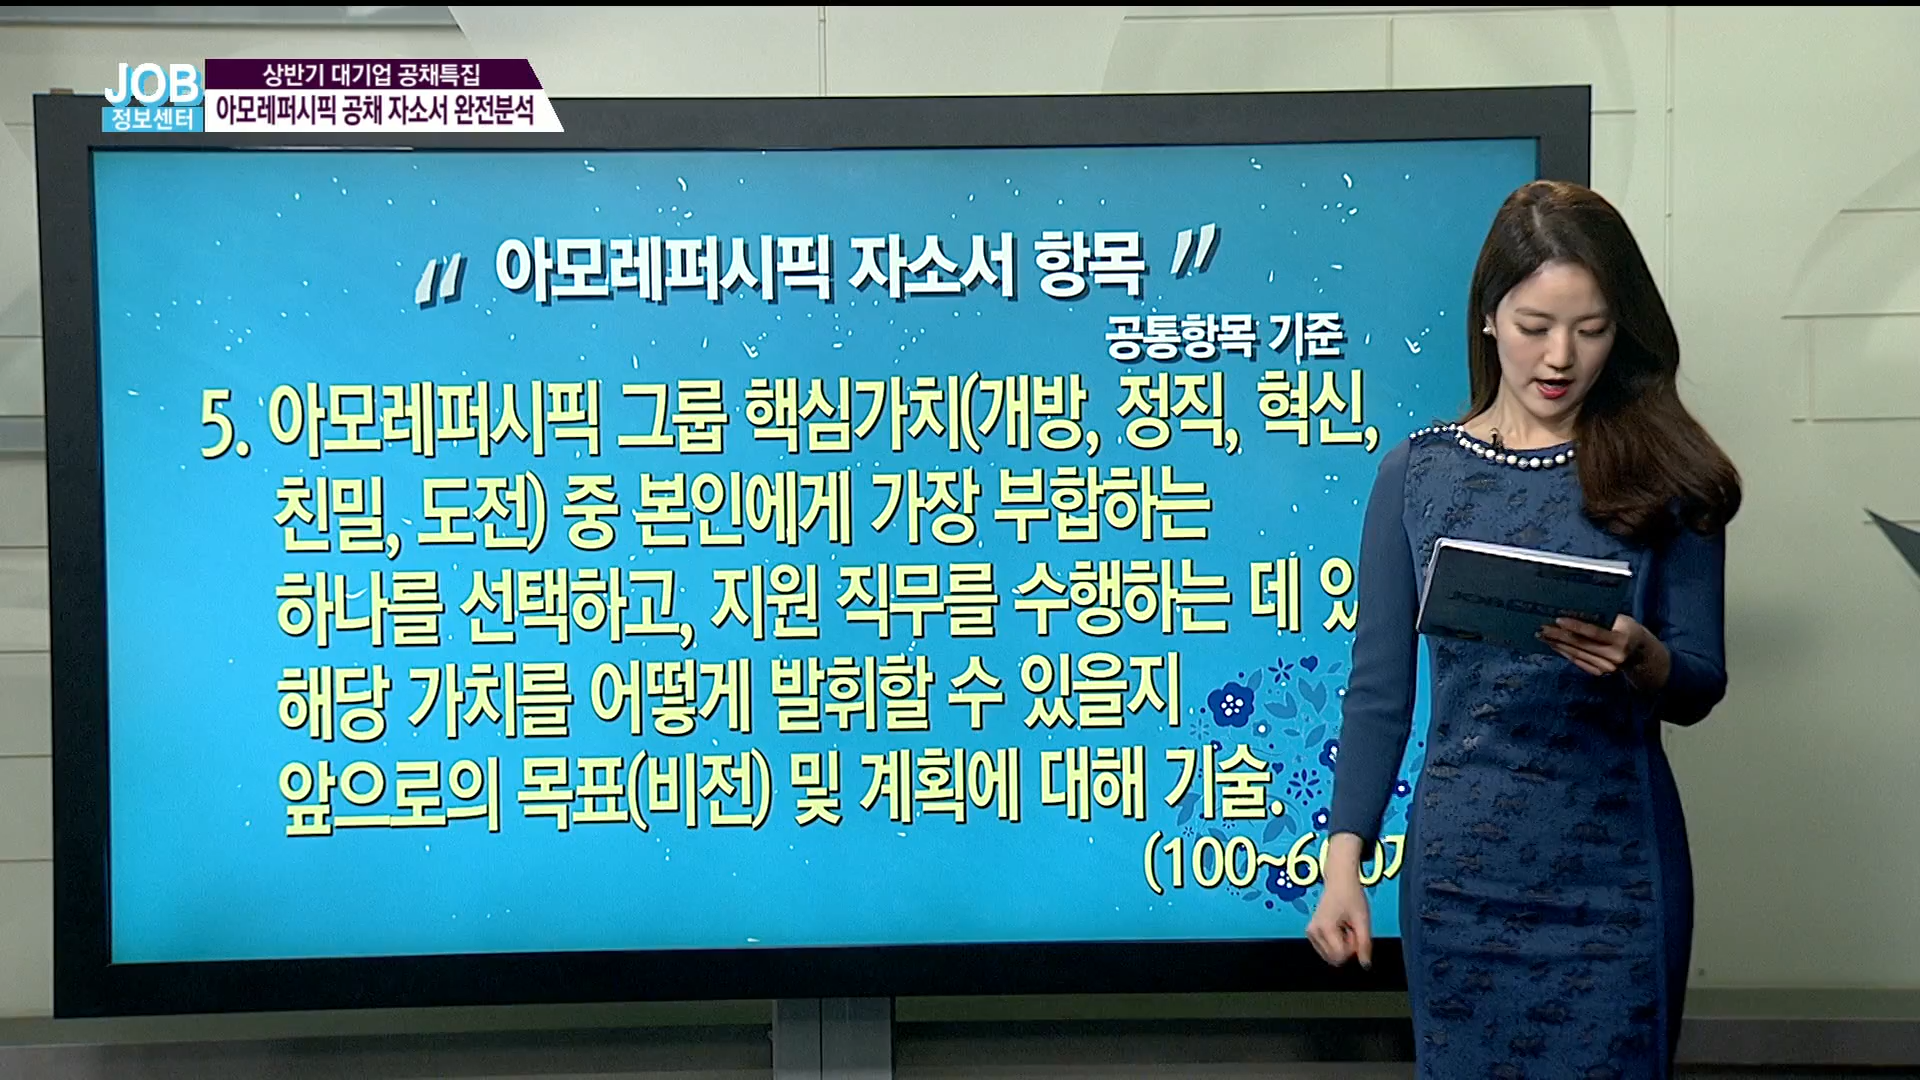 JOB
정보센터
상반기 대기업 공채특집
아모레퍼시픽 공채 자소서 완전분석
“ 아모레퍼시픽 자소서 항목 ”
공통항목 기준
5. 아모레퍼시픽 그룹 핵심가치(개방, 정직, 혁신,
친밀, 도전) 중 본인에게 가장 부합하는
하나를 선택하고, 지원 직무를 수행하는 데
해당 가치를 어떻게 발휘할 수 있을지
앞으로의 목표(비전) 및 계획에 대해 기술.